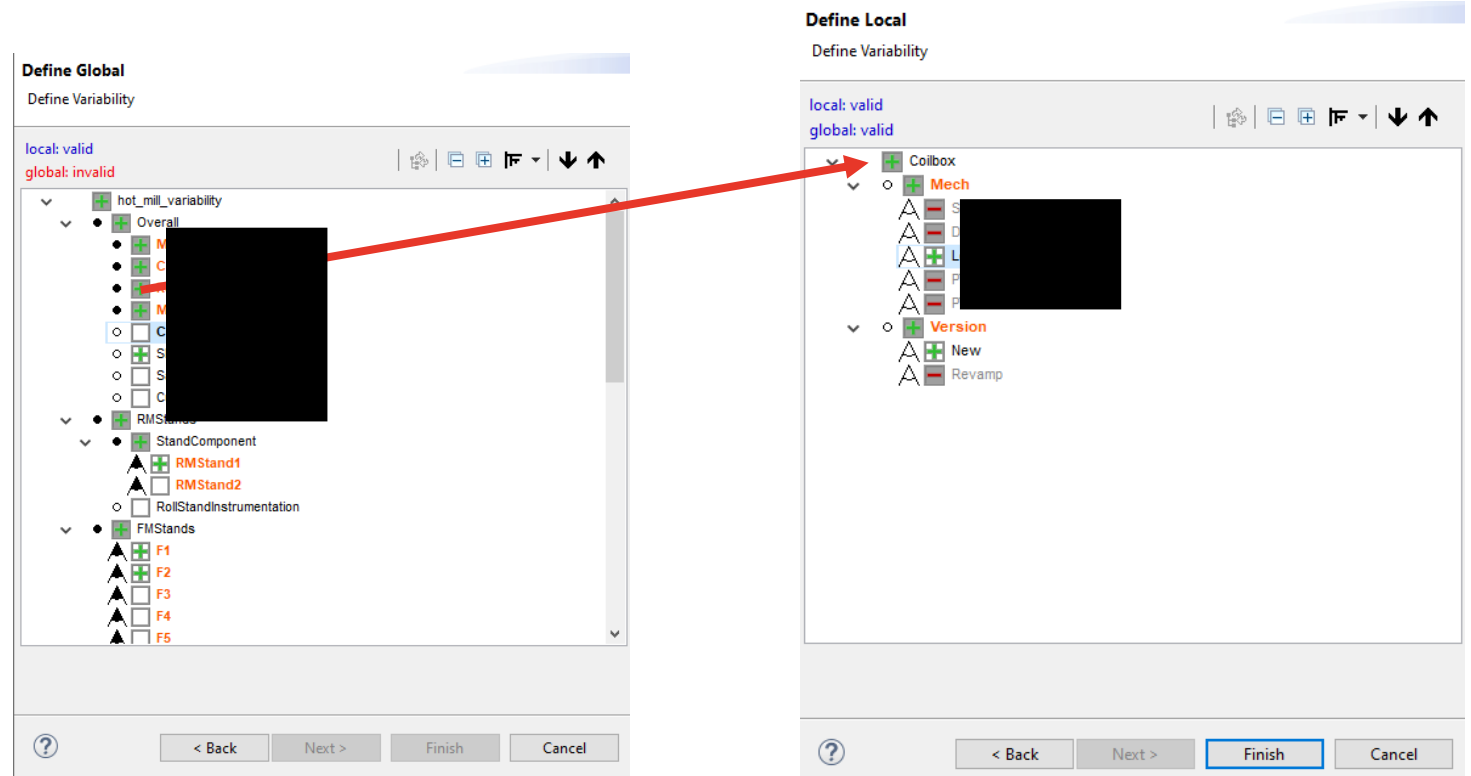 Define Global
Define Variability
local: valid
global: invalid
hot_mill_variability
Overall
M
C
M
C
S
S
C
RMStands
StandComponent
RMStand1
RMStand2
RollStandInstrumentation
FMStands
F1
F2
F3
F4
F5
< Back
Next >
Finish
Cancel
Define Local
Define Variability
local: valid
global: valid
Coilbox
Mech
S
D
L
P
P
Version
New
Revamp
< Back
Next >
Finish
Cancel